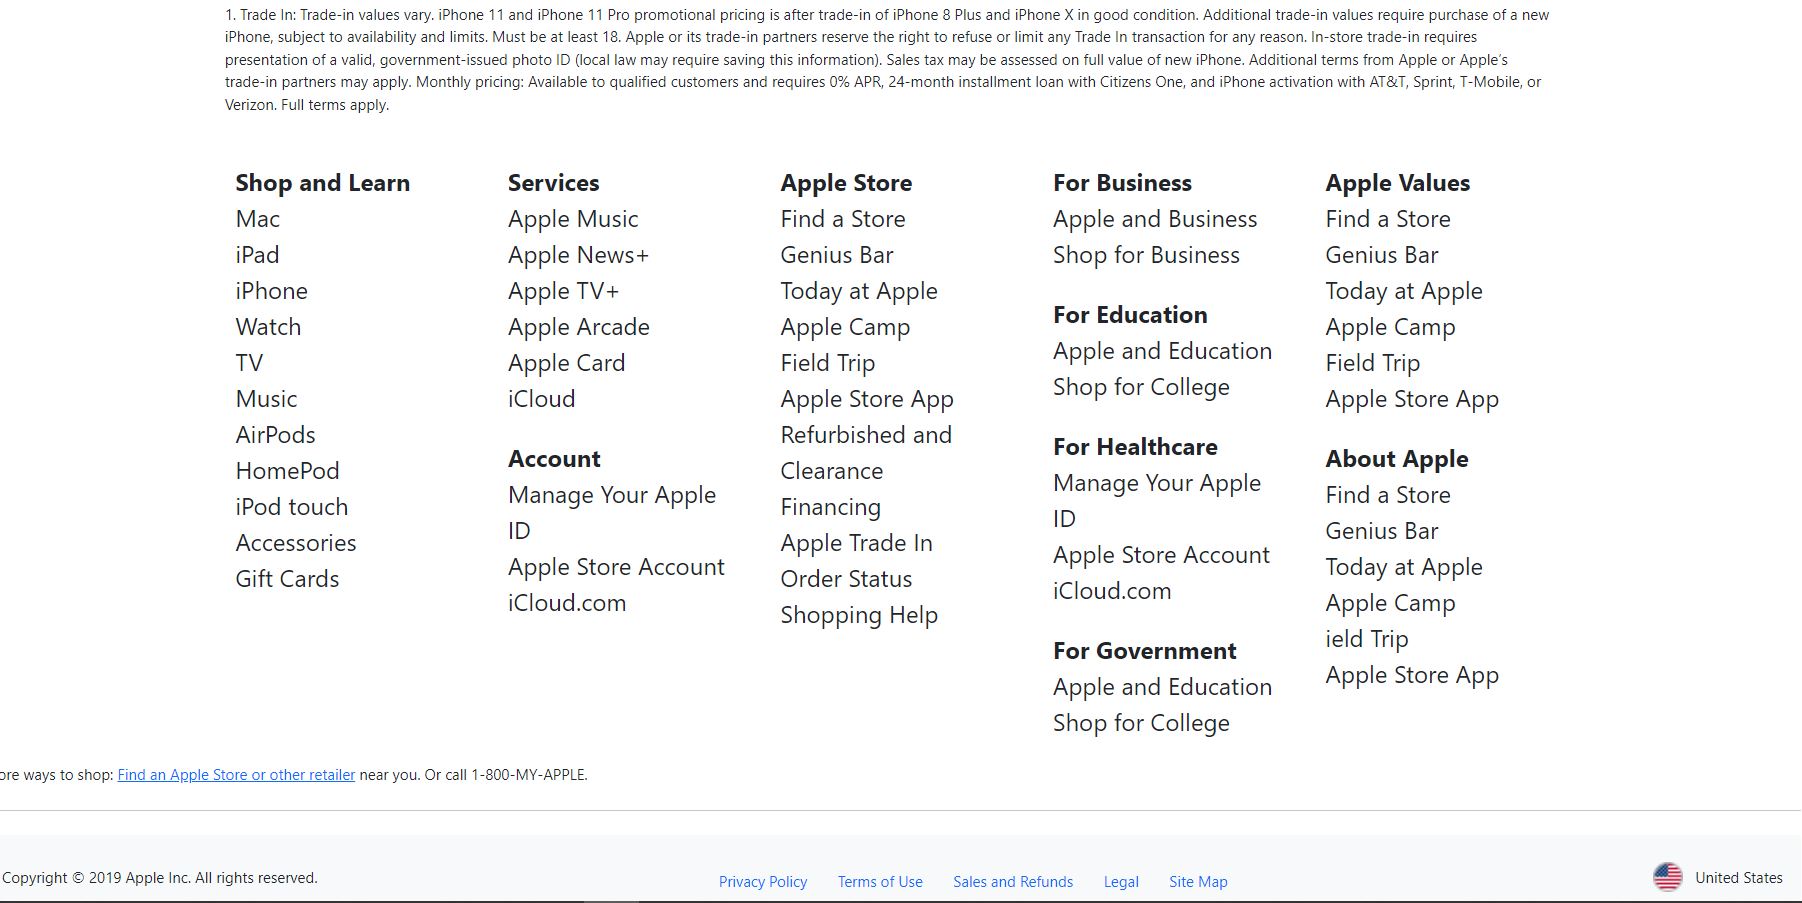 1. Trade In: Trade-in values vary. iPhone 11 and iPhone 11 Pro promotional pricing is after trade-in of iPhone 8 Plus and iPhone X in good condition. Additional trade-in values require purchase of a new
iPhone, subject to availability and limits. Must be at least 18. Apple or its trade-in partners reserve the right to refuse or limit any Trade In transaction for any reason. In-store trade-in requires
presentation of a valid, government-issued photo ID (local law may require saving this information). Sales tax may be assessed on full value of new iPhone. Additional terms from Apple or Apple’s
trade-in partners may apply. Monthly pricing: Available to qualified customers and requires 0% APR, 24-month installment loan with Citizens One, and iPhone activation with AT&T, Sprint, T-Mobile, or
Verizon. Full terms apply.
Shop and Learn
Mac
iPad
iPhone
Watch
TV
Music
AirPods
HomePod
iPod touch
Accessories
Gift Cards
Services
Apple Music
Apple News+
Apple TV+
Apple Arcade
Apple Card
iCloud
Account
Manage Your Apple
ID
Apple Store Account
iCloud.com
Apple Store
Find a Store
Genius Bar
Today at Apple
Apple Camp
Field Trip
Apple Store App
Refurbished and
Clearance
Financing
Apple Trade In
Order Status
Shopping Help
For Business
Apple and Business
Shop for Business
For Education
Apple and Education
Shop for College
For Healthcare
Manage Your Apple
ID
Apple Store Account
iCloud.com
For Government
Apple and Education
Shop for College
Apple Values
Find a Store
Genius Bar
Today at Apple
Apple Camp
Field Trip
Apple Store App
About Apple
Find a Store
Genius Bar
Today at Apple
Apple Camp
ield Trip
Apple Store App
ore ways to shop: Find an Apple Store or other retailer near you. Or call 1-800-MY-APPLE.
Copyright © 2019 Apple Inc. All rights reserved.
Privacy Policy Terms of Use Sales and Refunds Legal Site Map
United States